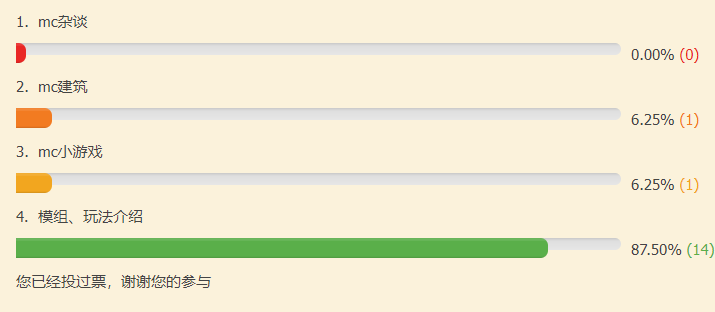 1. mc杂谈
0.00% (0)
2. mc建筑
6.25% (1)
3. mc小游戏
6.25% (1)
4. 模组、玩法介绍
87.50% (14)
您已经投过票，谢谢您的参与